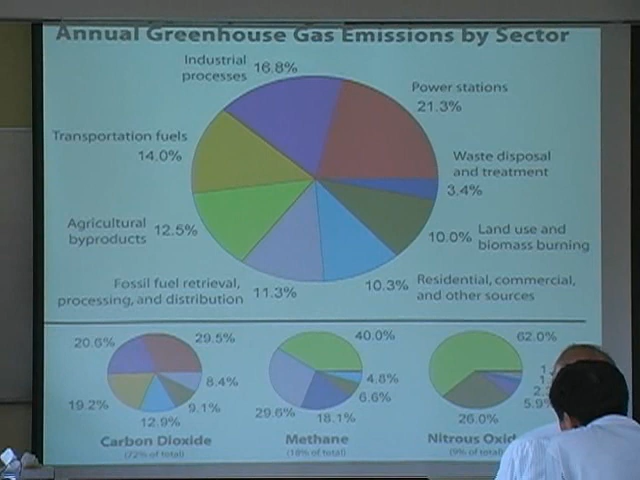 Annual Greenhouse Gas Emissions by Sector
Industrial
processes 16.8%
Power stations
21.3%
Transportation fuels
14.0%
Waste disposal
and treatment
3.4%
Agricultural
byproducts 12.5%
10.0% Land use and
biomass burning
Fossil fuel retrieval,
processing, and distribution 11.3%
10.3% Residential, commercial,
and other sources
20.6% 29.5%
8.4%
19.2% 9.1%
12.9%
Carbon Dioxide
(72% of total)
40.0%
4.8%
6.6%
29.6% 18.1%
Methane
(18% of total)
62.0%
5.9%
26.0%
Nitrous Oxid
(9% of total)